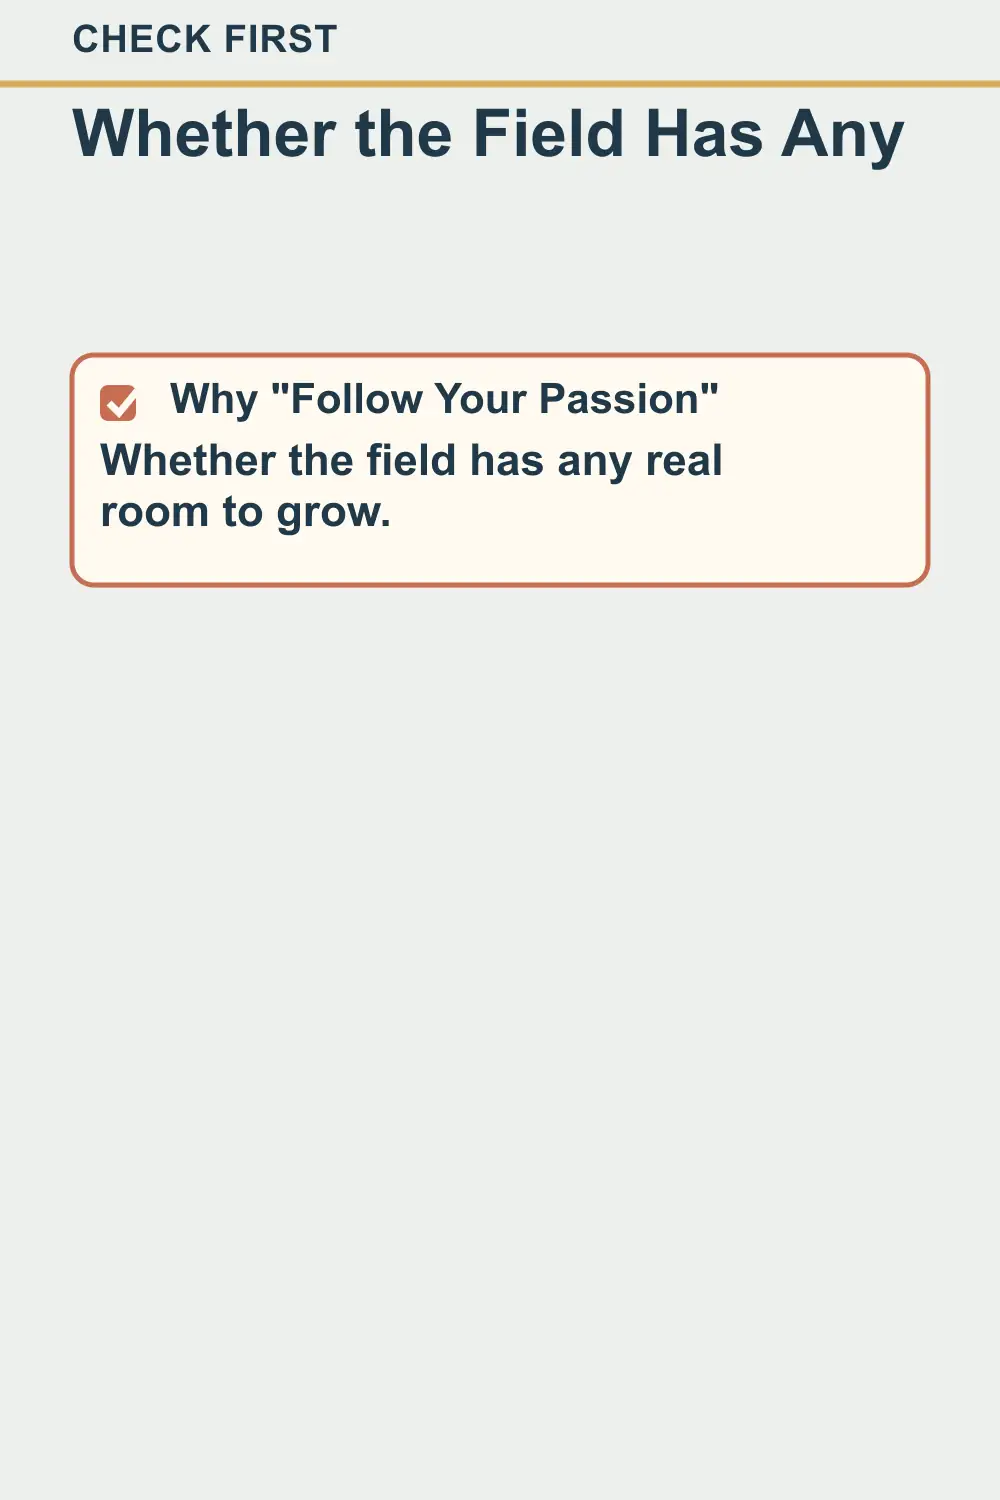 CHECK FIRST
Whether the Field Has Any
Why "Follow Your Passion"
Whether the field has any real
room to grow.